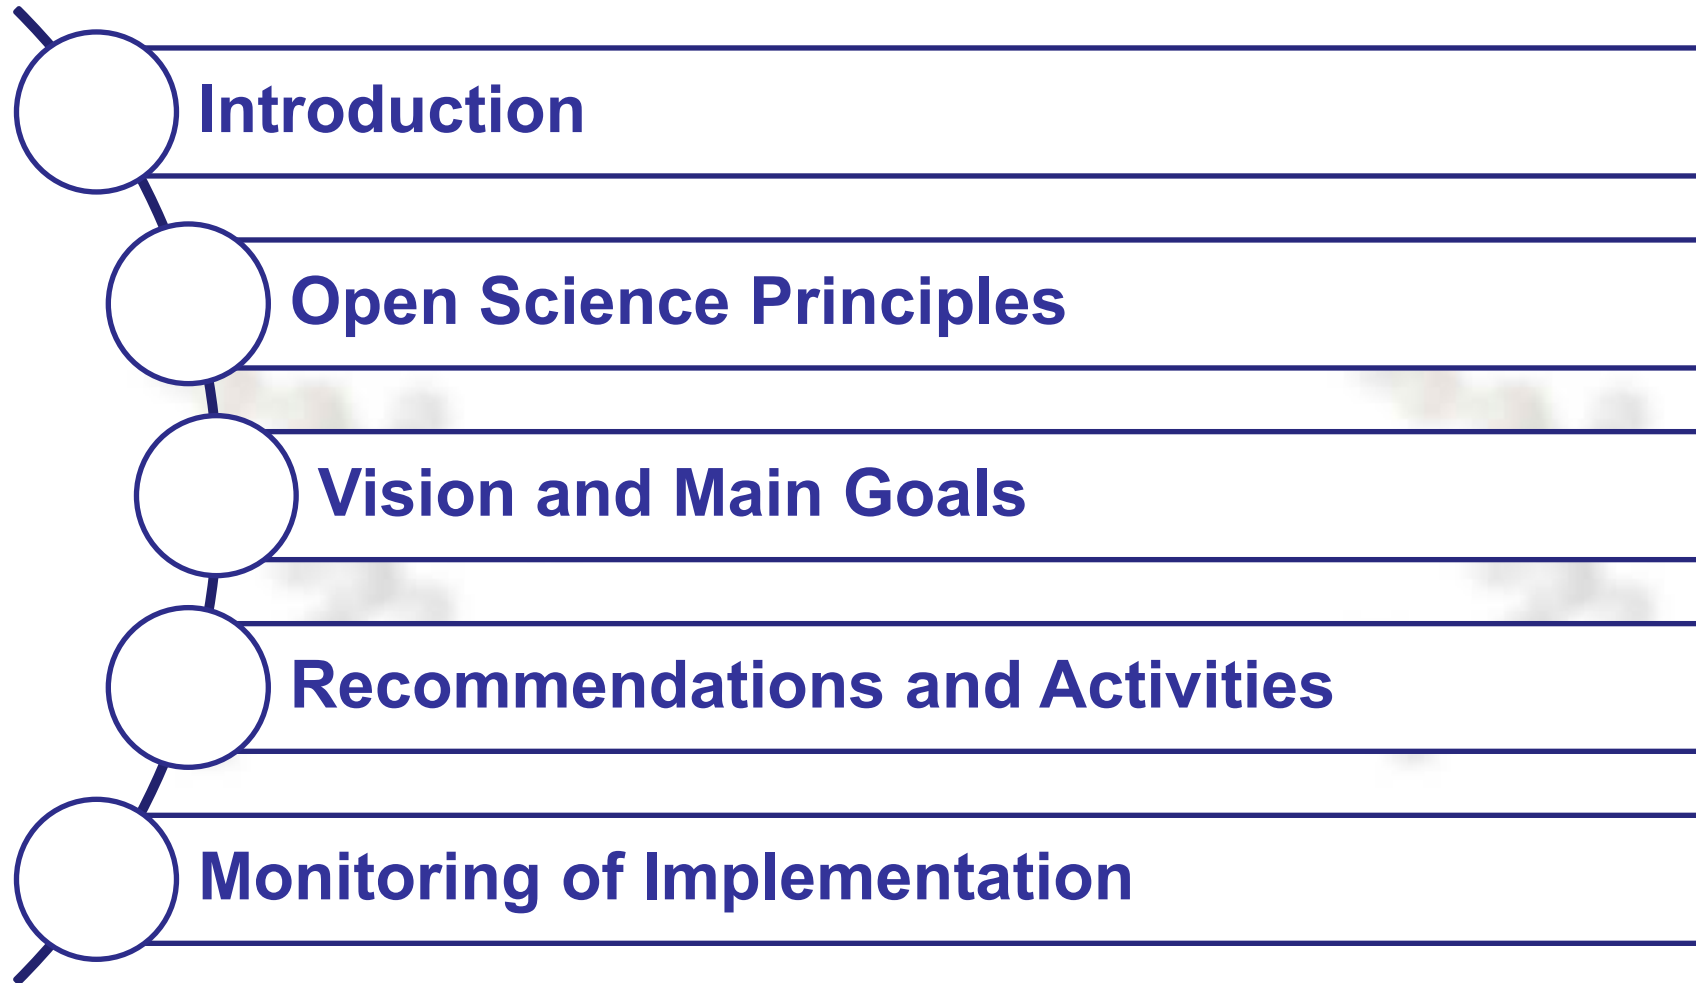 Introduction
Open Science Principles
Vision and Main Goals
Recommendations and Activities
Monitoring of Implementation